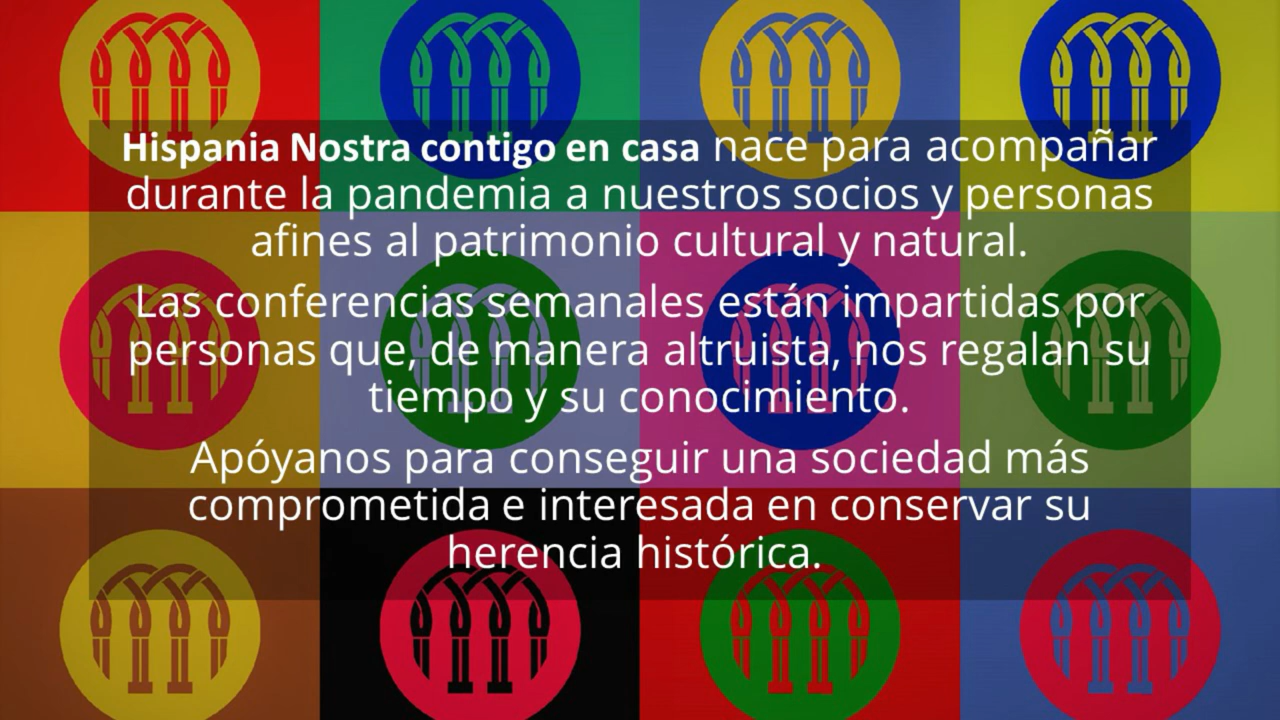 Hispania Nostra contigo en casa nace para acompañar
durante la pandemia a nuestros socios y personas
afines al patrimonio cultural y natural.
Las conferencias semanales están impartidas por
personas que, de manera altruista, nos regalan su
tiempo y su conocimiento.
Apóyanos para conseguir una sociedad más
comprometida e interesada en conservar su
herencia histórica.